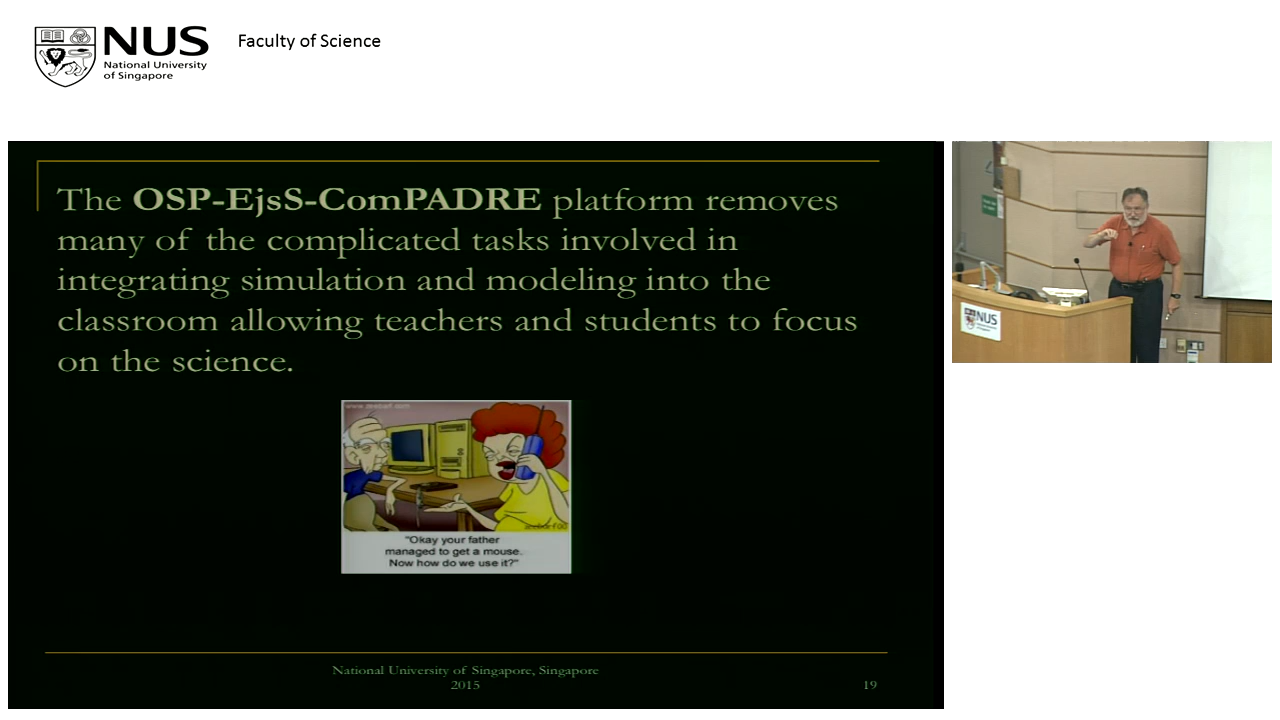 NUS
National University
of Singapore
Faculty of Science
The OSP-EjsS-ComPADRE platform removes
many of the complicated tasks involved in
integrating simulation and modeling into the
classroom allowing teachers and students to focus
on the science.
"Okay your father
managed to get a mouse.
Now how do we use it?"
National University of Singapore, Singapore
2015
19
NUS